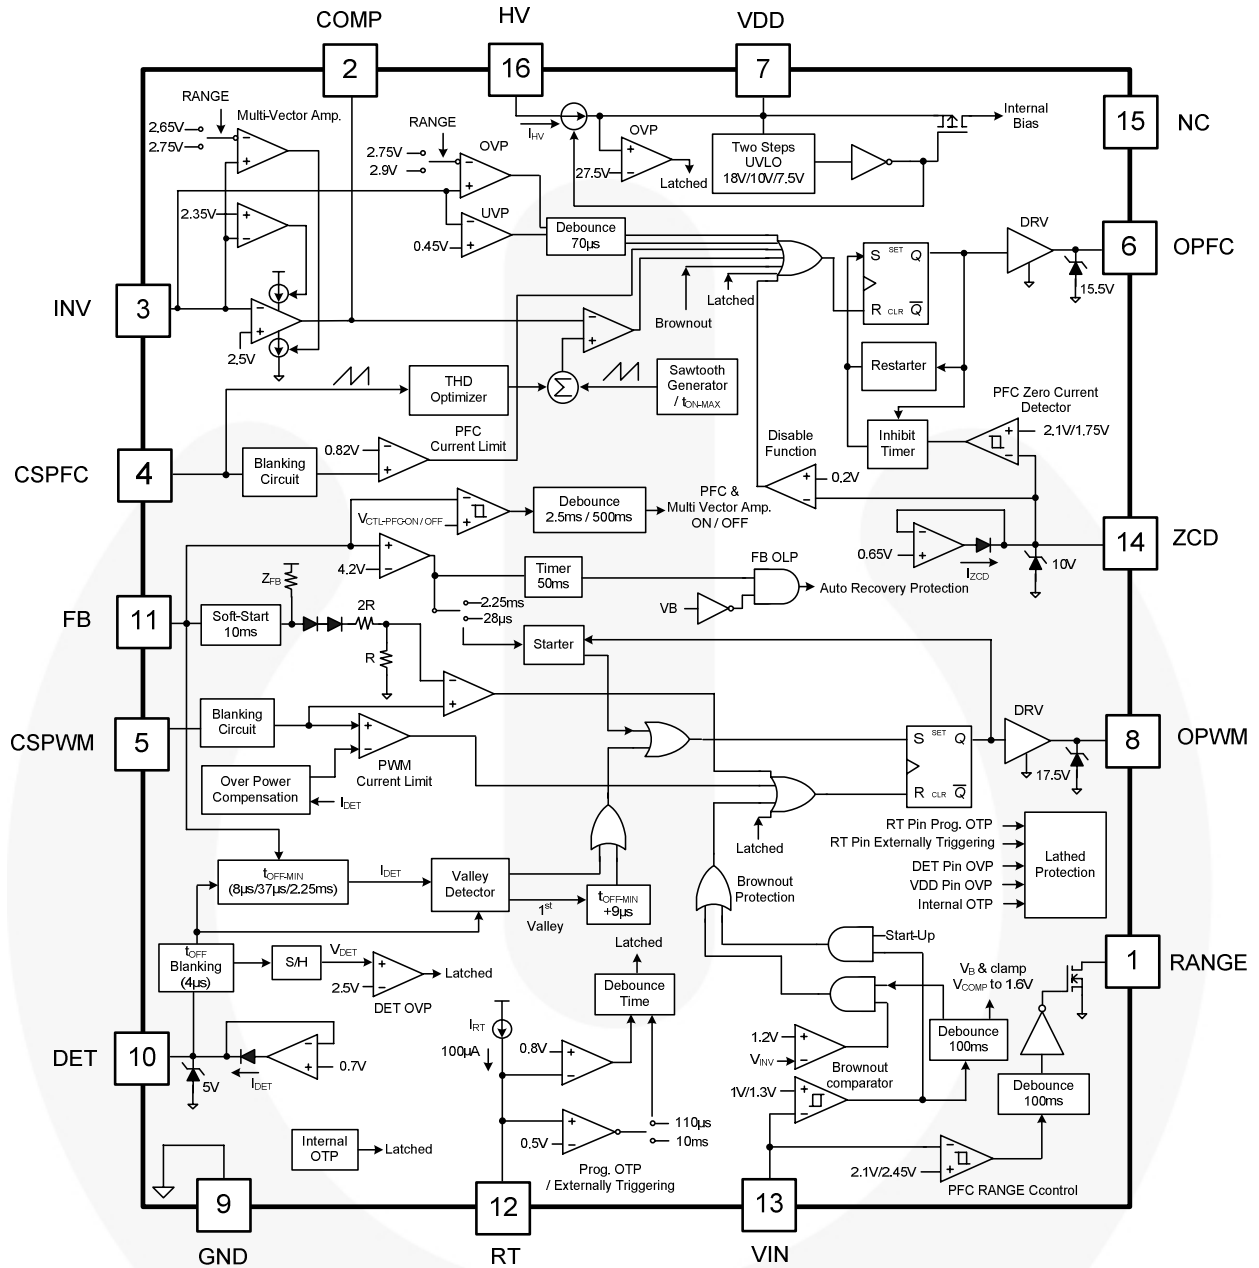 COMP
HV
VDD
2
16
7
15
NC
RANGE
Multi-Vector Amp.
2.65V
2.75V
2.35V
RANGE
2.75V
2.9V
OVP
UVP
0.45V
Debounce
70µs
IHV
OVP
27.5V
Latched
Two Steps
UVLO
18V/10V/7.5V
Internal
Bias
DRV
6
OPFC
15.5V
S SET Q
R CLR Q
Latched
Brownout
INV
3
2.5V
THD
Optimizer
Σ
Sawtooth
Generator
/ tON-MAX
Restarter
PFC Zero Current
Detector
2.1V/1.75V
Inhibit
Timer
Disable
Function
0.2V
CSPFC
4
Blanking
Circuit
0.82V
PFC
Current Limit
VCTL-PFC-ON / OFF
Debounce
2.5ms / 500ms
PFC &
Multi Vector Amp.
ON / OFF
4.2V
0.65V
IZCD
10V
14
ZCD
Timer
50ms
FB OLP
Auto Recovery Protection
VB
ZFB
FB
11
Soft-Start
10ms
2R
R
2.25ms
28µs
Starter
CSPWM
5
Blanking
Circuit
Over Power
Compensation
IDET
PWM
Current Limit
S SET Q
R CLR Q
DRV
17.5V
8
OPWM
Latched
RT Pin Prog. OTP
RT Pin Externally Triggering
DET Pin OVP
VDD Pin OVP
Internal OTP
Lathed
Protection
tOFF-MIN
(8µs/37µs/2.25ms)
IDET
Valley
Detector
1st
Valley
tOFF-MIN
+9µs
Brownout
Protection
tOFF
Blanking
(4µs)
S/H
VDET
2.5V
DET OVP
Latched
Latched
Debounce
Time
Start-Up
VB & clamp
VCOMP to 1.6V
1
RANGE
DET
10
5V
IDET
0.7V
IRT
100µA
0.8V
0.5V
110µs
10ms
Prog. OTP
/ Externally Triggering
1.2V
VINV
Debounce
100ms
Brownout
comparator
1V/1.3V
Debounce
100ms
2.1V/2.45V
PFC RANGE Ccontrol
Internal
OTP
Latched
9
GND
12
RT
13
VIN